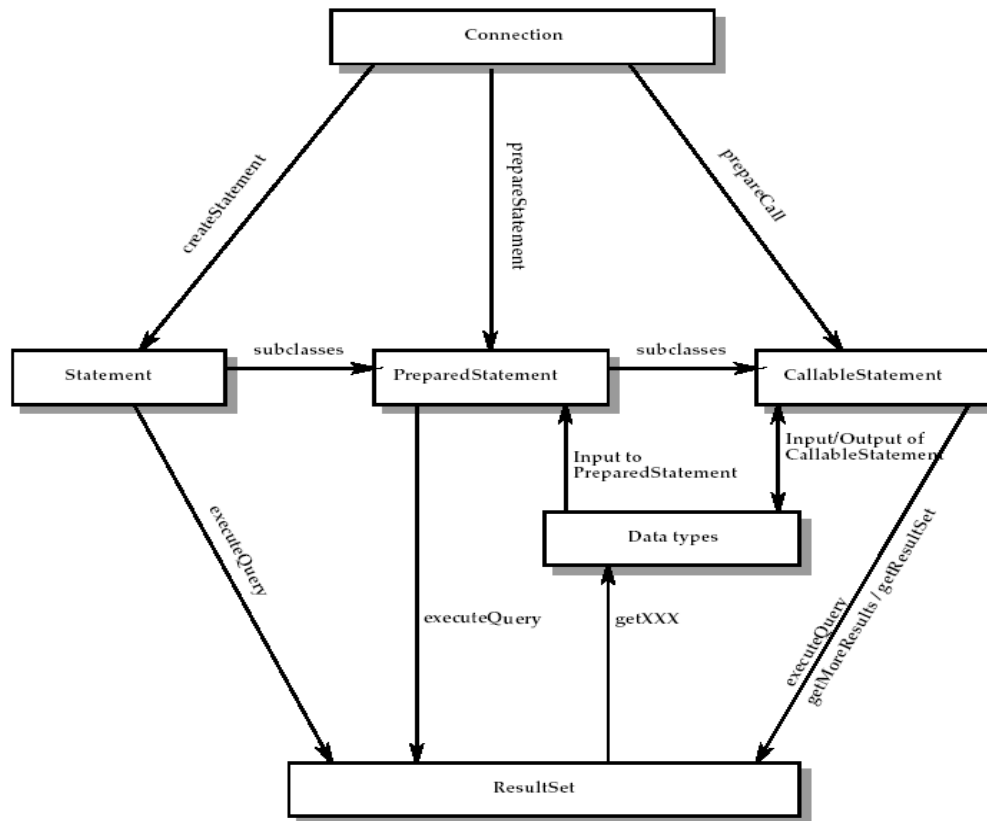 Connection
createStatement
prepareStatement
prepareCall
Statement
subclasses
PreparedStatement
subclasses
CallableStatement
Input to
PreparedStatement
Input/Output of
CallableStatement
Data types
executeQuery
executeQuery
getXXX
executeQuery
getMoreResults / getResultSet
ResultSet